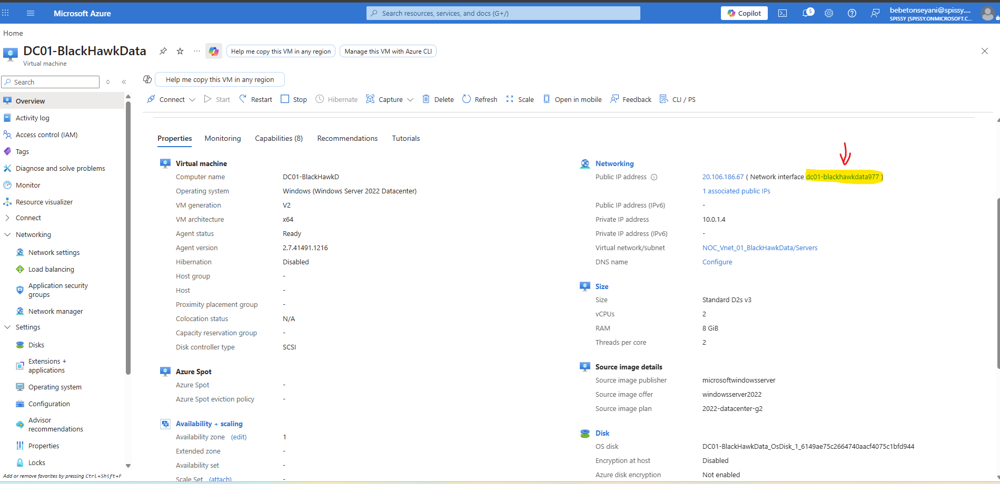 Microsoft Azure
Search resources, services, and docs (G+/)
Copilot
5
bebetonseyani@spissy....
SPISSY (SPISSY.ONMICROSOFT.C...
Home
DC01-BlackHawkData
Virtual machine
...
Help me copy this VM in any region
Manage this VM with Azure CLI
Search
Overview
Activity log
Access control (IAM)
Tags
Diagnose and solve problems
Monitor
Resource visualizer
Connect
Networking
Network settings
Load balancing
Application security
groups
Network manager
Settings
Disks
Extensions +
applications
Operating system
Configuration
Advisor
recommendations
Properties
Locks
Add or remove favorites by pressing Ctrl+Shift+F
Help me copy this VM in any region
Connect Start Restart Stop Hibernate Capture Delete Refresh Scale Open in mobile Feedback CLI / PS
Properties Monitoring Capabilities (8) Recommendations Tutorials
Virtual machine
Computer name DC01-BlackHawkD
Operating system Windows (Windows Server 2022 Datacenter)
VM generation V2
VM architecture x64
Agent status Ready
Agent version 2.7.41491.1216
Hibernation Disabled
Host group -
Host -
Proximity placement group -
Colocation status N/A
Capacity reservation group -
Disk controller type SCSI
Azure Spot
Azure Spot -
Azure Spot eviction policy -
Availability + scaling
Availability zone (edit) 1
Extended zone -
Availability set -
Scale Set (attach) -
Networking
Public IP address 20.106.186.67 ( Network interface dc01-blackhawkdata977 )
1 associated public IPs
Public IP address (IPv6) -
Private IP address 10.0.1.4
Private IP address (IPv6) -
Virtual network/subnet NOC_Vnet_01_BlackHawkData/Servers
DNS name Configure
Size
Size Standard D2s v3
vCPUs 2
RAM 8 GiB
Threads per core 2
Source image details
Source image publisher microsoftwindowsserver
Source image offer windowsserver2022
Source image plan 2022-datacenter-g2
Disk
OS disk DC01-BlackHawkData_OsDisk_1_6149ae75c2664740aacf4075c1bfd944
Encryption at host Disabled
Azure disk encryption Not enabled